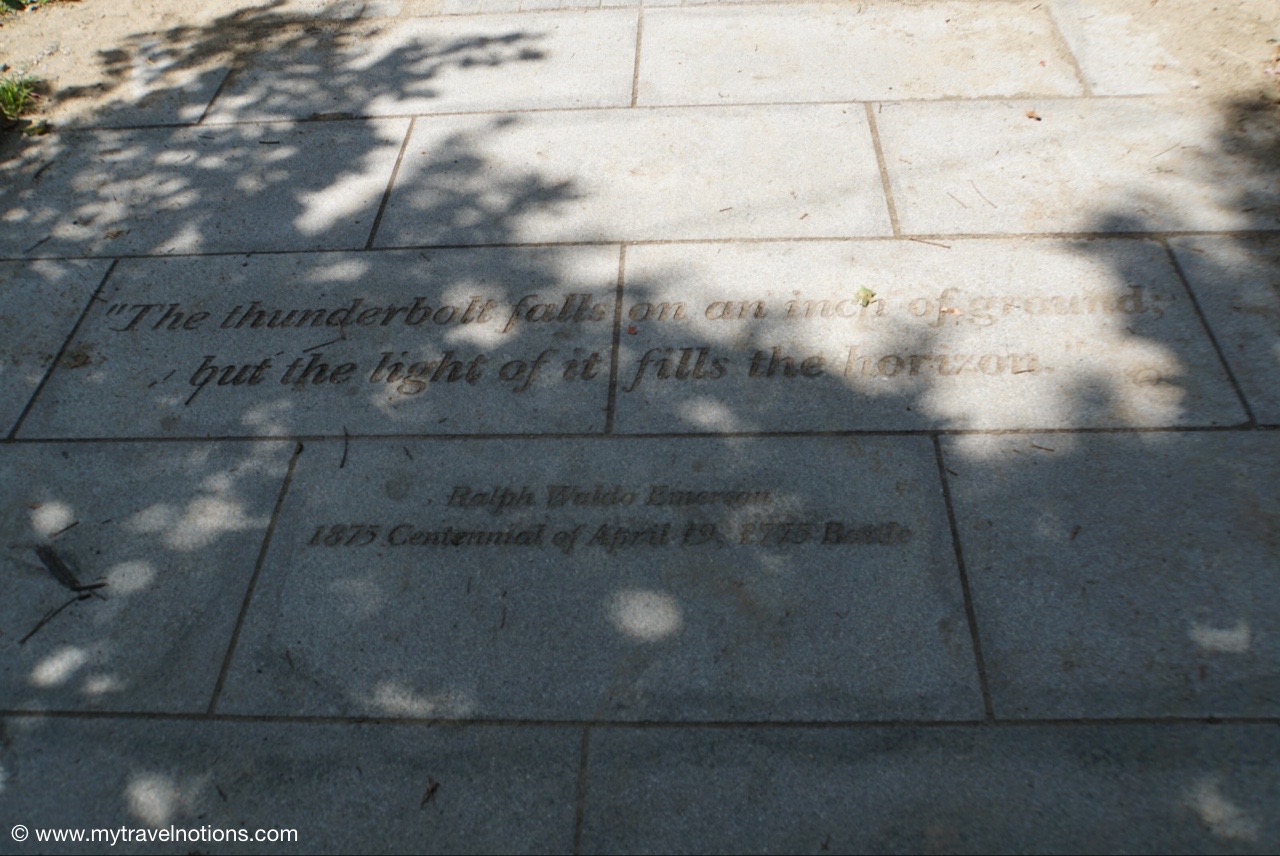 "The thunderbolt falls on an inch of ground;
but the light of it fills the horizon."
Ralph Waldo Emerson
1875 Centennial of April 19, 1775 Battle
© www.mytravelnotions.com